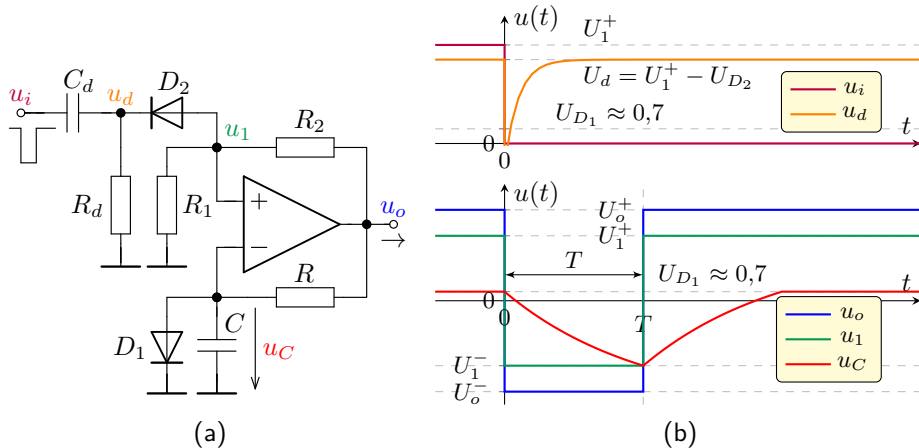 u_i
C_d
u_d
D_2
u_1
R_2
R_d
R_1
+
−
u_o
→
R
D_1
C
u_C
(a)
u(t)
U_1^+
U_d = U_1^+ − U_{D_2}
U_{D_1} ≈ 0,7
u_i
u_d
t
0
0
u(t)
U_o^+
U_1^+
T
U_{D_1} ≈ 0,7
t
0
0
T
U_1^−
U_o^−
u_o
u_1
u_C
(b)